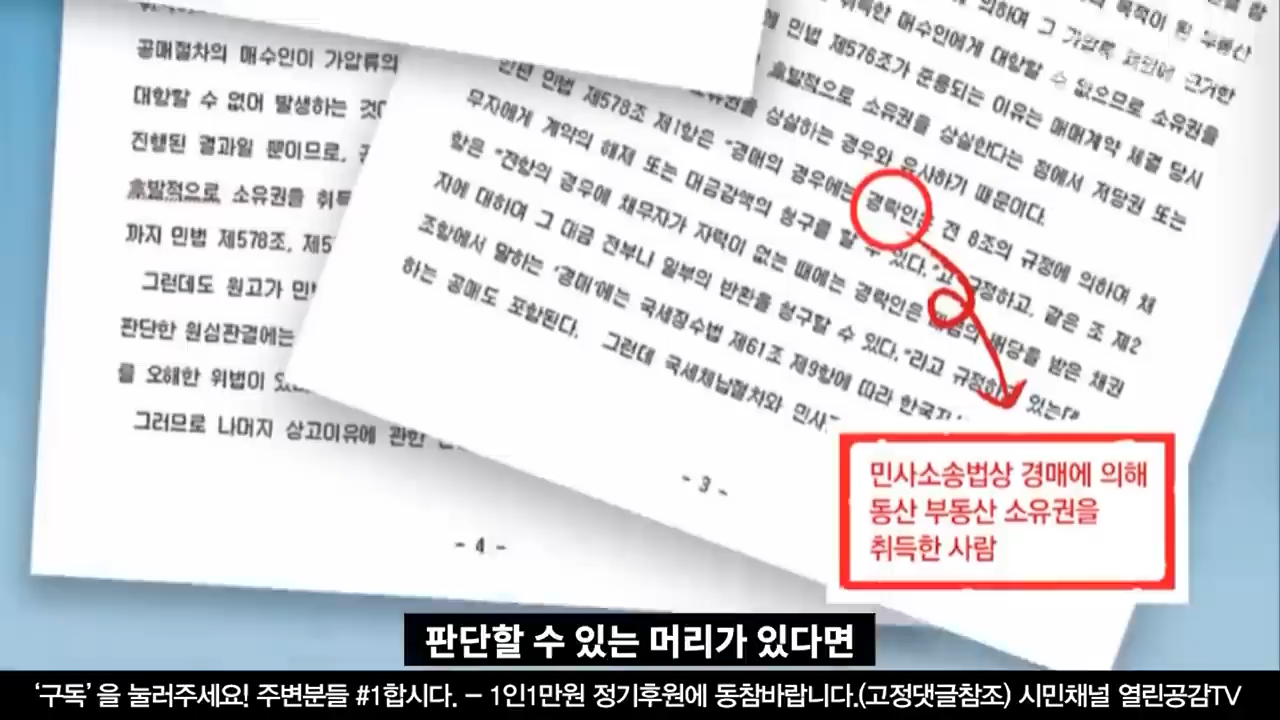 공매절차의 매수인이 가압류의
대항할 수 없어 발생하는 것
진행된 결과일 뿐이므로,
추발적으로 소유권을 취득
까지 민법 제578조, 제5
그런데도 원고가 민법
판단한 원심판결에는
를 오해한 위법이
그러므로 나머지 상고이유에 관한
- 4 -
의하여 그 가압류
목적이 된 부동산
취득한 매수인에게 대항할 수 없으므로 소유권을
민법 제576조가 준용되는 이유는 매매계약 체결 당시
소유권을 상실한다는 점에서 저당권 또는
소유권을 상실하는 경우와 유사하기 때문이다.
민법 제578조 제1항은 "경매의 경우에는 경락인은 전 8조의 규정에 의하여 채
무자에게 계약의 해제 또는 대금감액의 청구를 할 수 있다."고 규정하고, 같은 조 제2
항은 "전항의 경우에 채무자가 자력이 없는 때에는 경락인은 배당을 받은 채권
자에 대하여 그 대금 전부나 일부의 반환을 청구할 수 있다."라고 규정하고 있는데
조항에서 말하는 '경매'에는 국세징수법 제61조 제9항에 따라
하는 공매도 포함된다. 그런데 국세체납절차와 민사
- 3 -
민사소송법상 경매에 의해
동산 부동산 소유권을
취득한 사람
판단할 수 있는 머리가 있다면
‘구독’을 눌러주세요! 주변분들 #1합시다. – 1인1만원 정기후원에 동참바랍니다.(고정댓글참조) 시민채널 열린공감TV